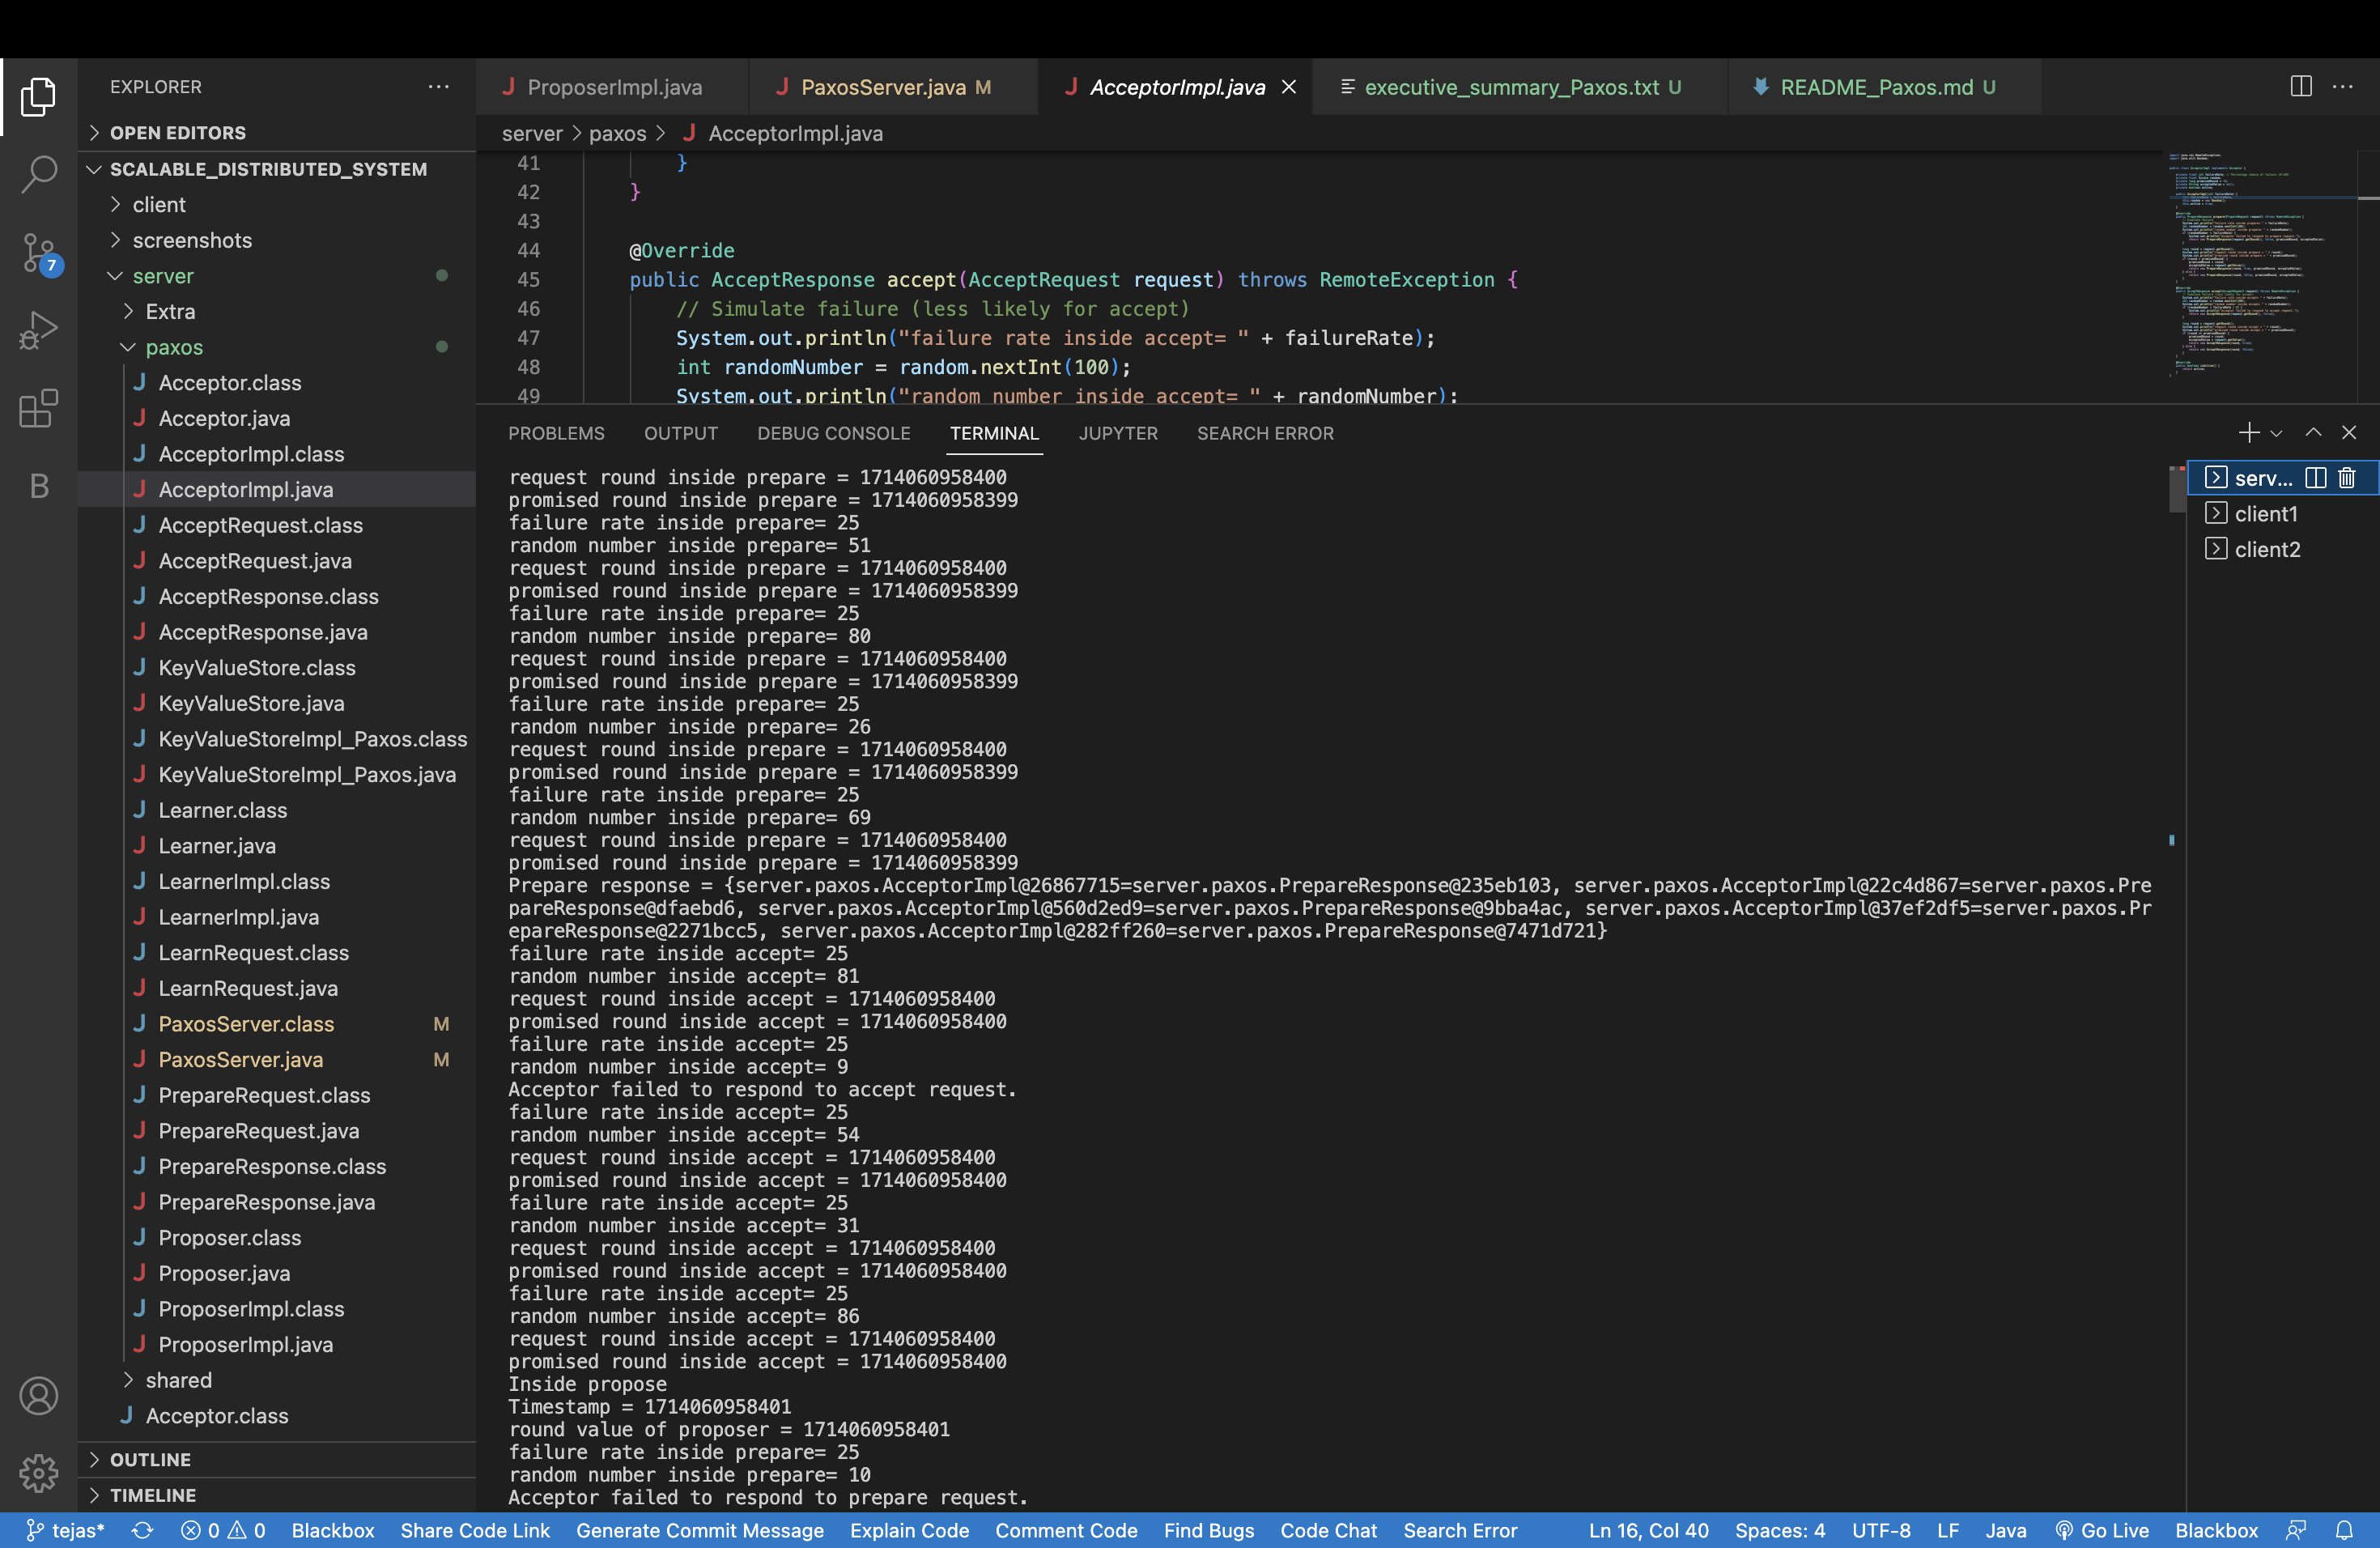 EXPLORER
OPEN EDITORS
SCALABLE_DISTRIBUTED_SYSTEM
client
screenshots
server
Extra
paxos
Acceptor.class
Acceptor.java
AcceptorImpl.class
AcceptorImpl.java
AcceptRequest.class
AcceptRequest.java
AcceptResponse.class
AcceptResponse.java
KeyValueStore.class
KeyValueStore.java
KeyValueStoreImpl_Paxos.class
KeyValueStoreImpl_Paxos.java
Learner.class
Learner.java
LearnerImpl.class
LearnerImpl.java
LearnRequest.class
LearnRequest.java
PaxosServer.class M
PaxosServer.java M
PrepareRequest.class
PrepareRequest.java
PrepareResponse.class
PrepareResponse.java
Proposer.class
Proposer.java
ProposerImpl.class
ProposerImpl.java
shared
Acceptor.class
OUTLINE
TIMELINE
7
B
ProposerImpl.java PaxosServer.java M AcceptorImpl.java executive_summary_Paxos.txt U README_Paxos.md U
server > paxos > AcceptorImpl.java
41 }
42 }
43
44 @Override
45 public AcceptResponse accept(AcceptRequest request) throws RemoteException {
46 // Simulate failure (less likely for accept)
47 System.out.println("failure rate inside accept= " + failureRate);
48 int randomNumber = random.nextInt(100);
49 System.out.println("random number inside accept= " + randomNumber);
PROBLEMS OUTPUT DEBUG CONSOLE TERMINAL JUPYTER SEARCH ERROR
request round inside prepare = 1714060958400
promised round inside prepare = 1714060958399
failure rate inside prepare= 25
random number inside prepare= 51
request round inside prepare = 1714060958400
promised round inside prepare = 1714060958399
failure rate inside prepare= 25
random number inside prepare= 80
request round inside prepare = 1714060958400
promised round inside prepare = 1714060958399
failure rate inside prepare= 25
random number inside prepare= 26
request round inside prepare = 1714060958400
promised round inside prepare = 1714060958399
failure rate inside prepare= 25
random number inside prepare= 69
request round inside prepare = 1714060958400
promised round inside prepare = 1714060958399
Prepare response = {server.paxos.AcceptorImpl@26867715=server.paxos.PrepareResponse@235eb103, server.paxos.AcceptorImpl@22c4d867=server.paxos.Pre
pareResponse@dfaebd6, server.paxos.AcceptorImpl@560d2ed9=server.paxos.PrepareResponse@9bba4ac, server.paxos.AcceptorImpl@37ef2df5=server.paxos.Pr
epareResponse@2271bcc5, server.paxos.AcceptorImpl@282ff260=server.paxos.PrepareResponse@7471d721}
failure rate inside accept= 25
random number inside accept= 81
request round inside accept = 1714060958400
promised round inside accept = 1714060958400
failure rate inside accept= 25
random number inside accept= 9
Acceptor failed to respond to accept request.
failure rate inside accept= 25
random number inside accept= 54
request round inside accept = 1714060958400
promised round inside accept = 1714060958400
failure rate inside accept= 25
random number inside accept= 31
request round inside accept = 1714060958400
promised round inside accept = 1714060958400
failure rate inside accept= 25
random number inside accept= 86
request round inside accept = 1714060958400
promised round inside accept = 1714060958400
Inside propose
Timestamp = 1714060958401
round value of proposer = 1714060958401
failure rate inside prepare= 25
random number inside prepare= 10
Acceptor failed to respond to prepare request.
serv...
client1
client2
tejas* 0 0 Blackbox Share Code Link Generate Commit Message Explain Code Comment Code Find Bugs Code Chat Search Error Ln 16, Col 40 Spaces: 4 UTF-8 LF Java Go Live Blackbox